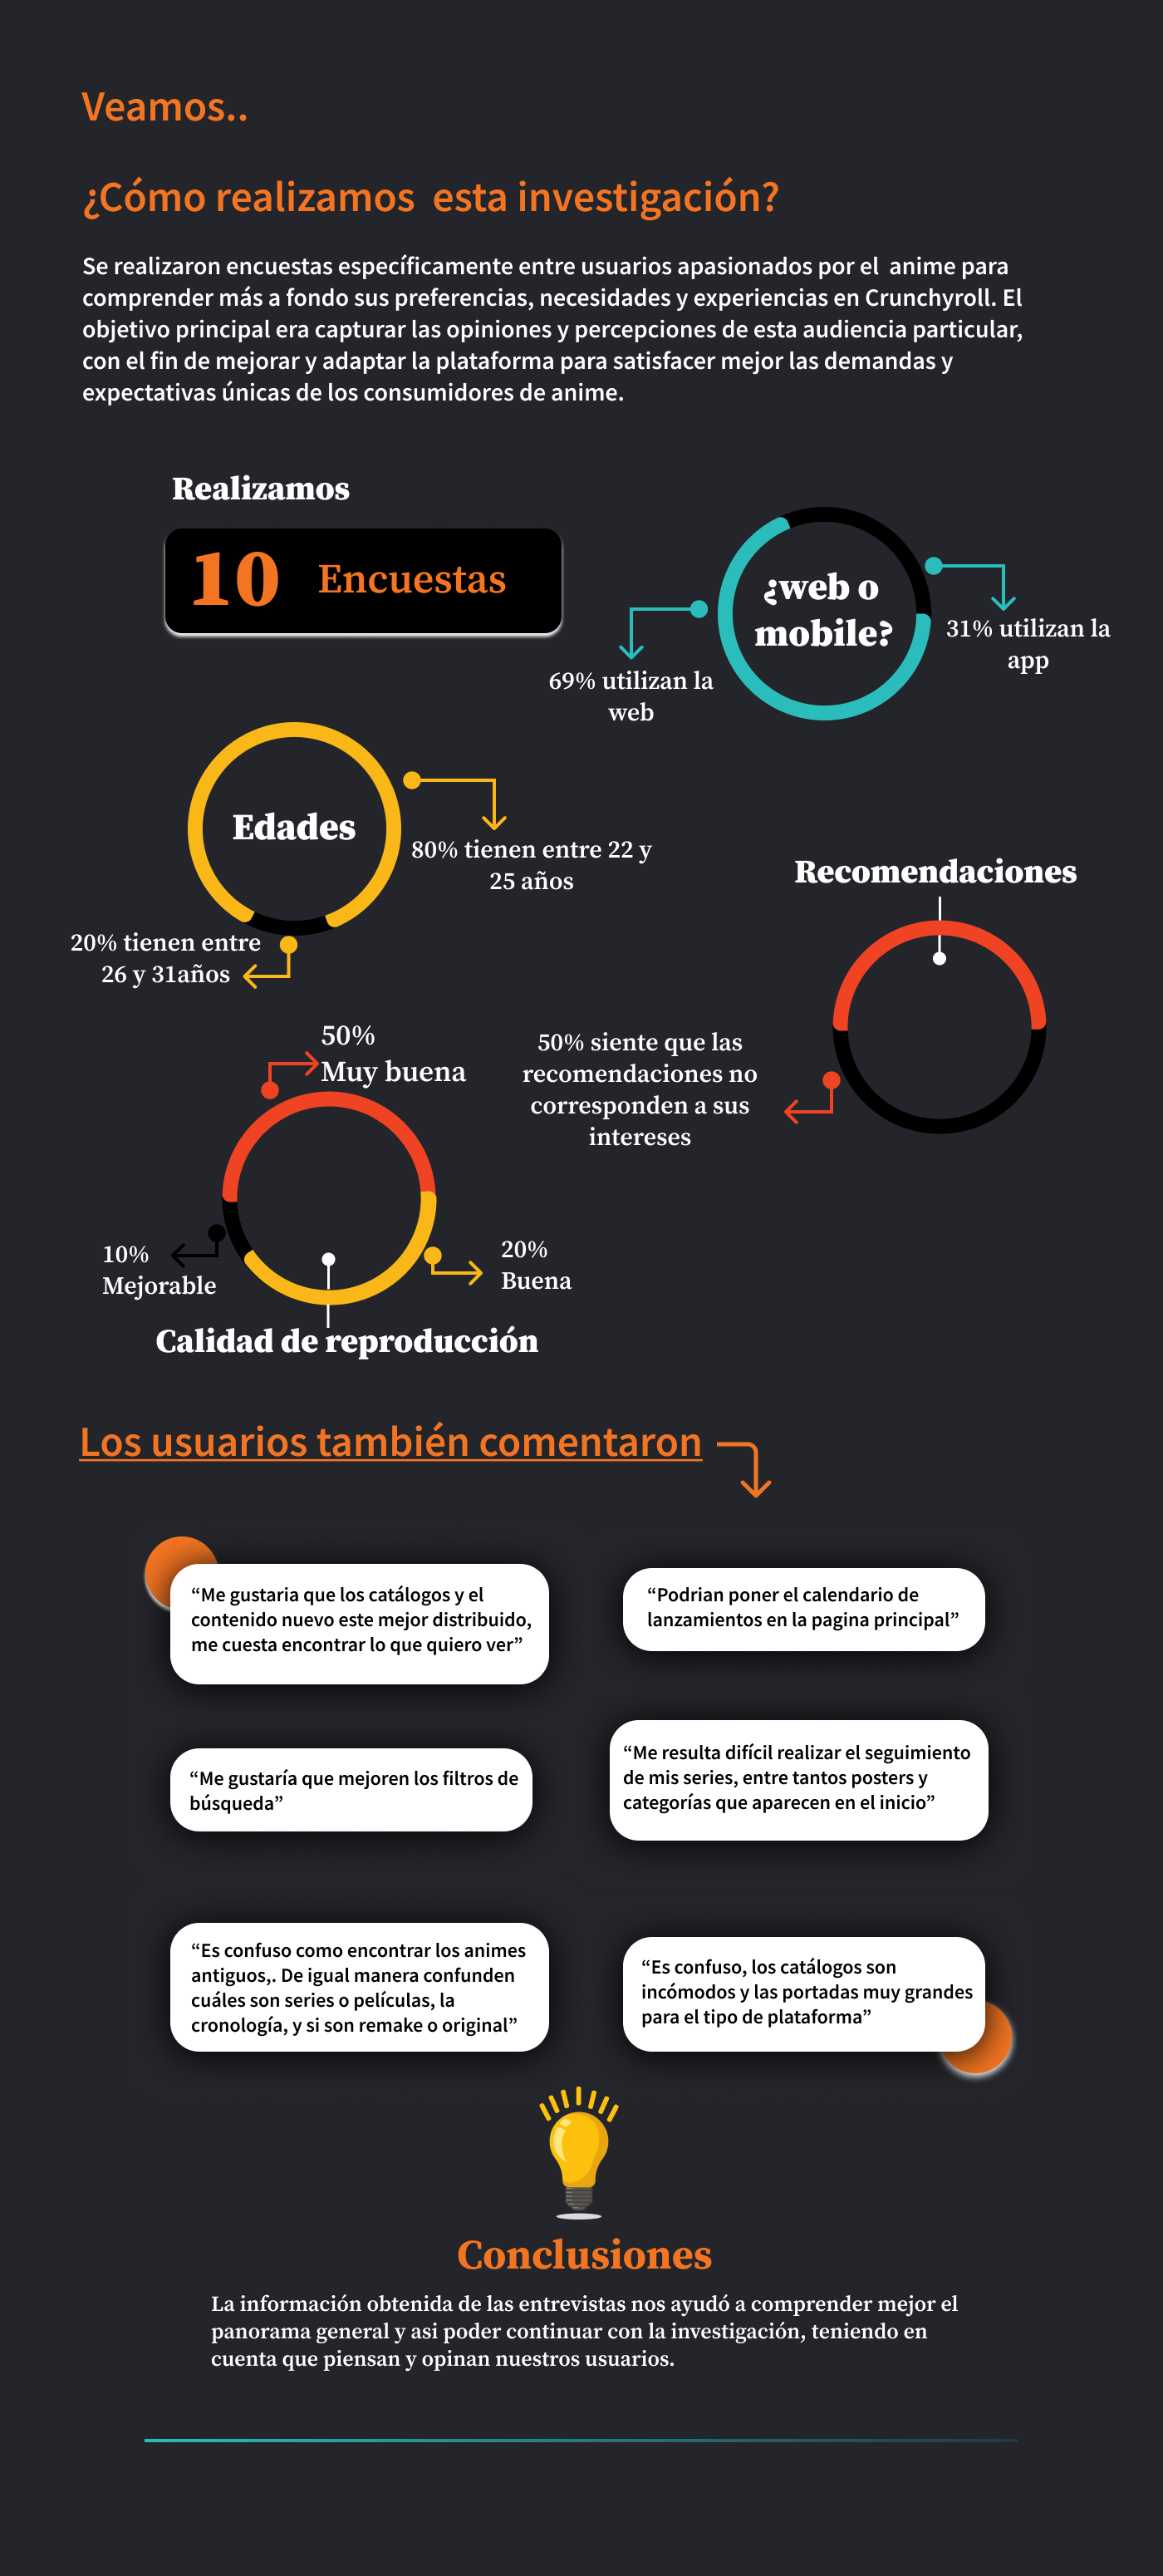 Veamos..
¿Cómo realizamos  esta investigación?
Se realizaron encuestas específicamente entre usuarios apasionados por el  anime para
comprender más a fondo sus preferencias, necesidades y experiencias en Crunchyroll. El
objetivo principal era capturar las opiniones y percepciones de esta audiencia particular,
con el fin de mejorar y adaptar la plataforma para satisfacer mejor las demandas y
expectativas únicas de los consumidores de anime.
Realizamos
10 Encuestas
¿web o
mobile?
31% utilizan la
app
69% utilizan la
web
Edades
80% tienen entre 22 y
25 años
20% tienen entre
26 y 31años
Recomendaciones
50% siente que las
recomendaciones no
corresponden a sus
intereses
50%
Muy buena
10%
Mejorable
20%
Buena
Calidad de reproducción
Los usuarios también comentaron
“Me gustaria que los catálogos y el
contenido nuevo este mejor distribuido,
me cuesta encontrar lo que quiero ver”
“Podrian poner el calendario de
lanzamientos en la pagina principal”
“Me gustaría que mejoren los filtros de
búsqueda”
“Me resulta difícil realizar el seguimiento
de mis series, entre tantos posters y
categorías que aparecen en el inicio”
“Es confuso como encontrar los animes
antiguos,. De igual manera confunden
cuáles son series o películas, la
cronología, y si son remake o original”
“Es confuso, los catálogos son
incómodos y las portadas muy grandes
para el tipo de plataforma”
Conclusiones
La información obtenida de las entrevistas nos ayudó a comprender mejor el
panorama general y asi poder continuar con la investigación, teniendo en
cuenta que piensan y opinan nuestros usuarios.